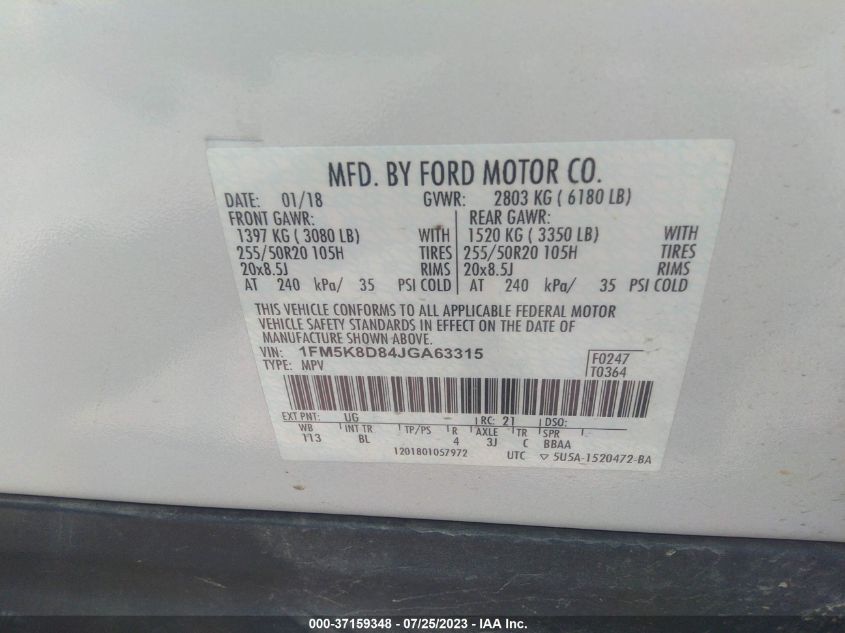 MFD. BY FORD MOTOR CO.
DATE: 01/18 GVWR: 2803 KG ( 6180 LB)
FRONT GAWR: REAR GAWR:
1397 KG ( 3080 LB) WITH 1520 KG ( 3350 LB) WITH
255/50R20 105H TIRES 255/50R20 105H TIRES
20x8.5J RIMS 20x8.5J RIMS
AT 240 kPa/ 35 PSI COLD AT 240 kPa/ 35 PSI COLD
THIS VEHICLE CONFORMS TO ALL APPLICABLE FEDERAL MOTOR
VEHICLE SAFETY STANDARDS IN EFFECT ON THE DATE OF
MANUFACTURE SHOWN ABOVE.
VIN: 1FM5K8D84JGA63315 F0247
TYPE: MPV T0364
EXT PNT: UG RC: 21 DSO:
WB INT TR TP/PS R AXLE TR SPR
113 BL 4 3J C BBAA
1201801057972 UTC ▽ 5U5A-1520472-BA
000-37159348 / 07/25/2023 - IAA Inc.